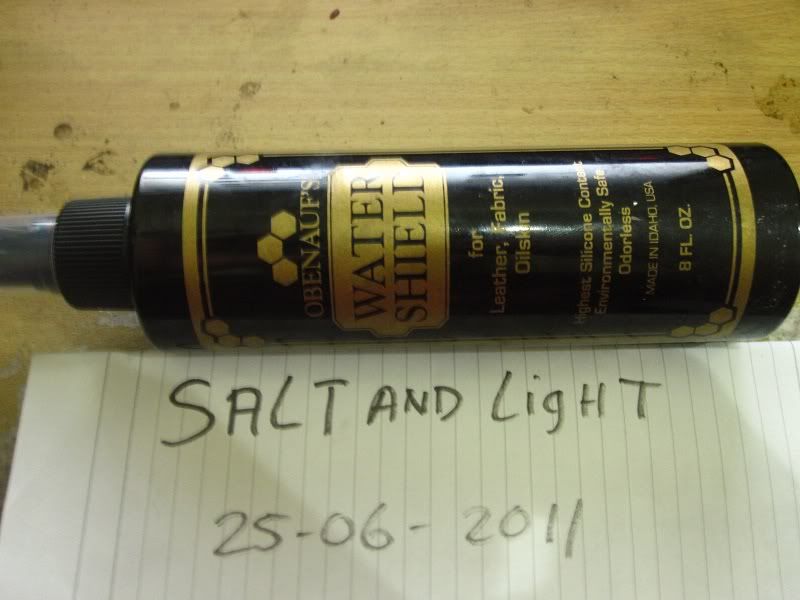 OBENAUF'S
WATER
SHIELD
for
Leather, Fabric,
Oilskin
Highest Silicone Content
Environmentally Safe
Odorless
MADE IN IDAHO, USA
8 FL. OZ.
SALT AND LigHT
25-06-2011